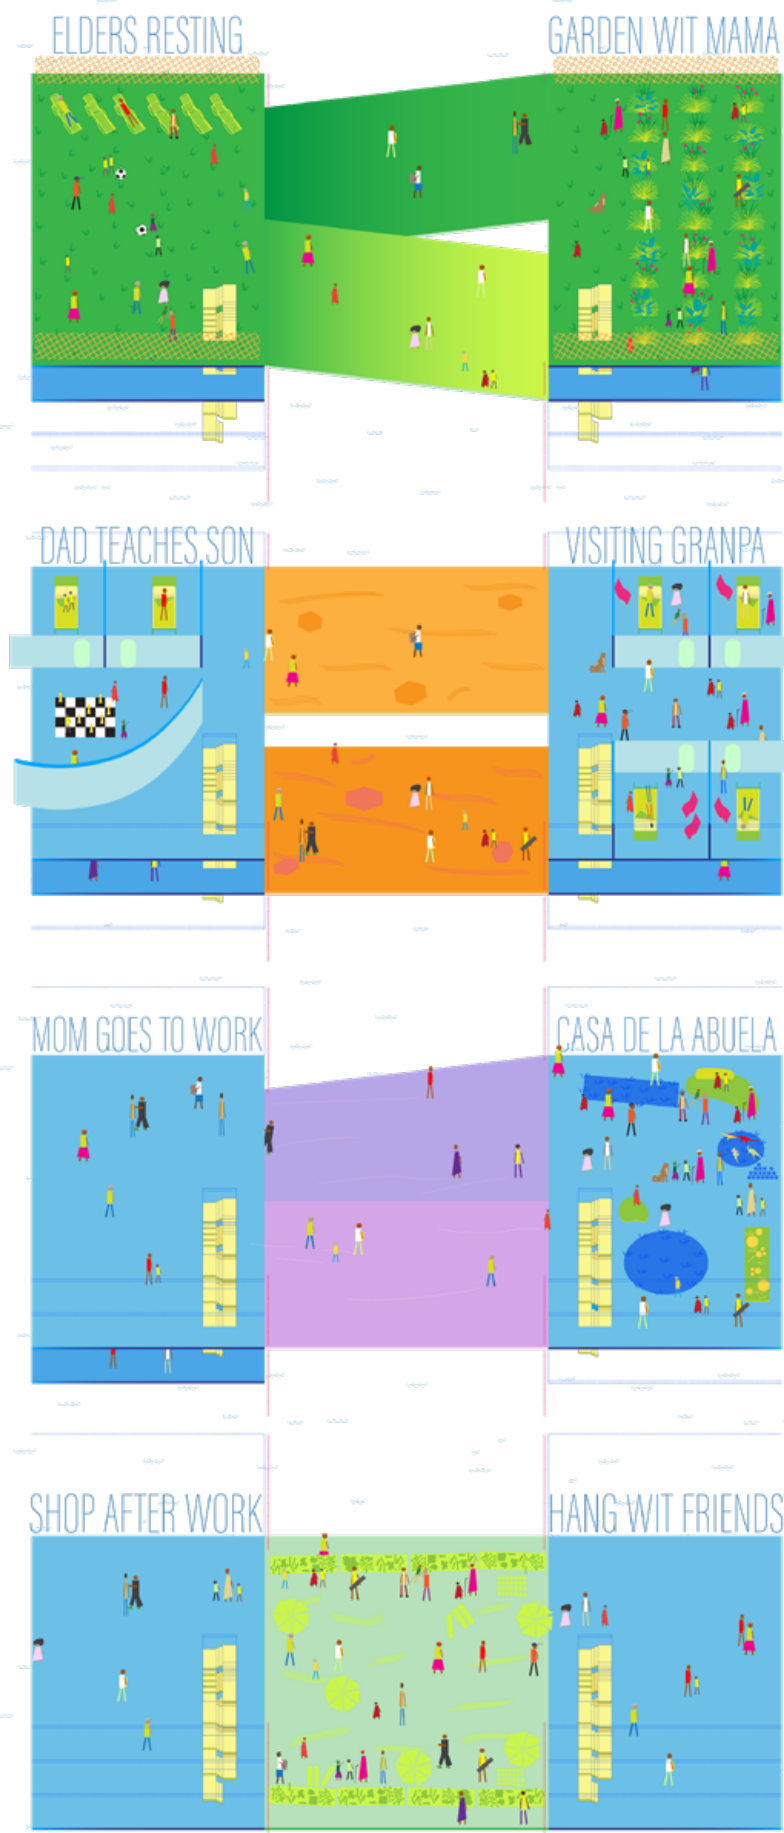 ELDERS RESTING
GARDEN WIT MAMA
DAD TEACHES SON
VISITING GRANPA
MOM GOES TO WORK
CASA DE LA ABUELA
SHOP AFTER WORK
HANG WIT FRIENDS